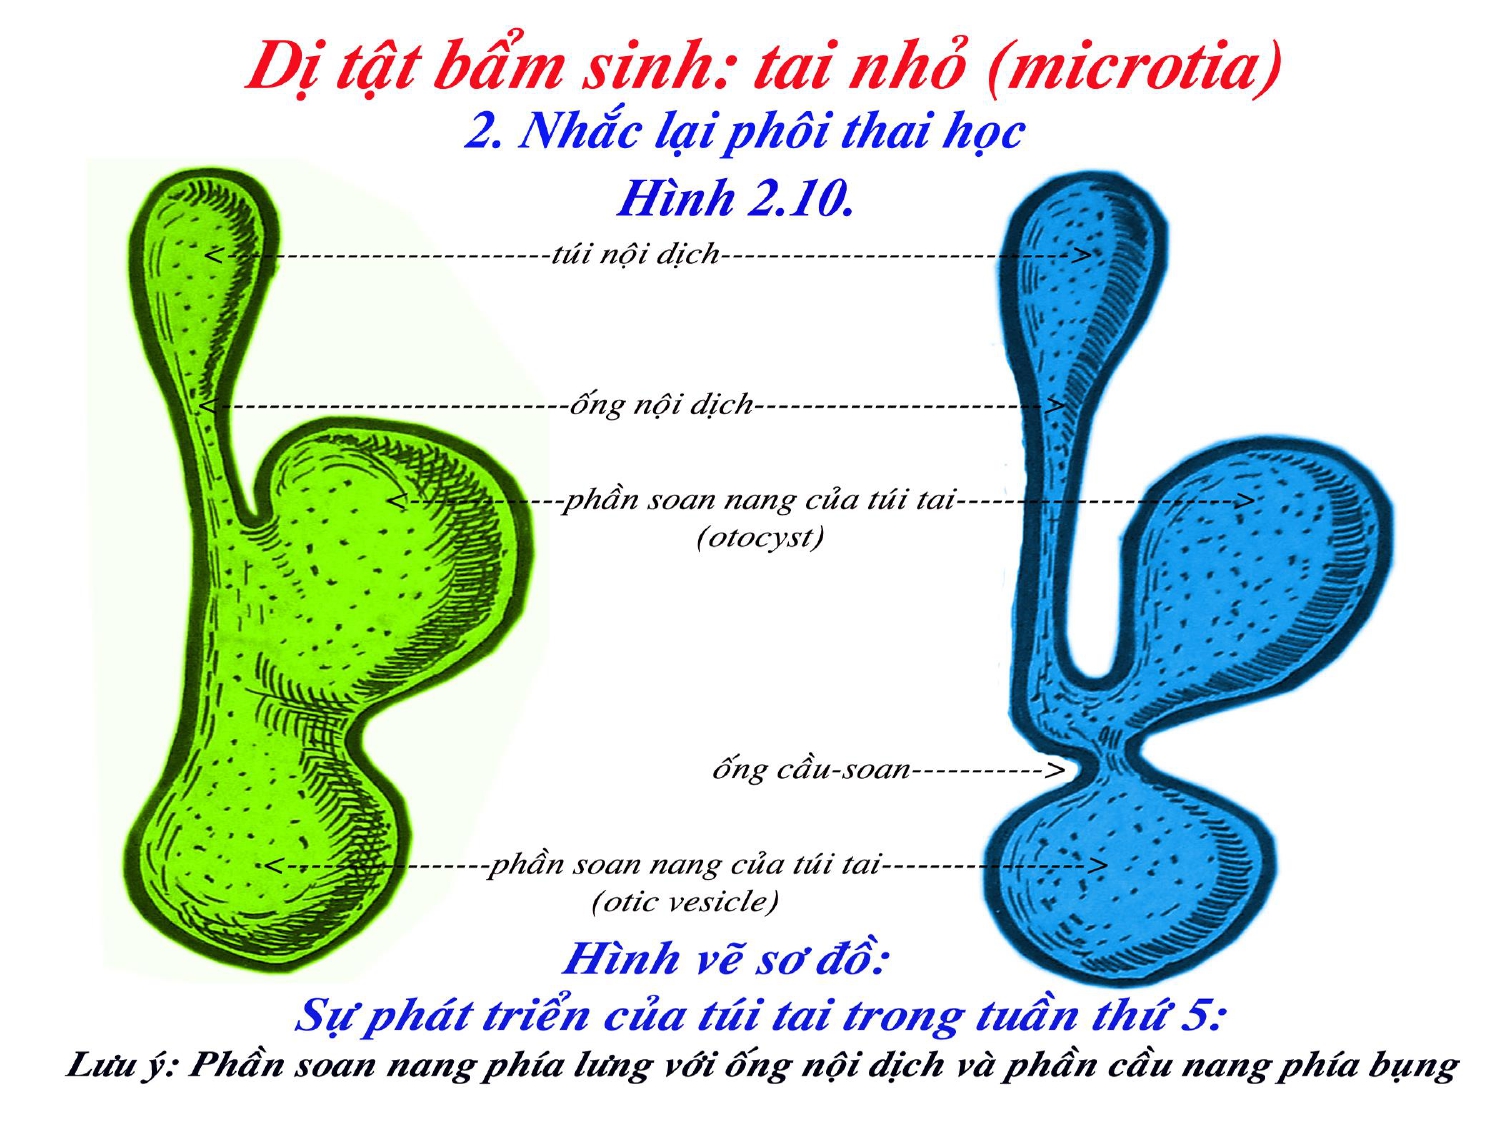 Dị tật bẩm sinh: tai nhỏ (microtia)
2. Nhắc lại phôi thai học
Hình 2.10.
<--------------------------túi nội dịch---------------------------->
<----------------------------ống nội dịch----------------------->
<------------phần soan nang của túi tai---------------------->
(otocyst)
ống cầu-soan----------->
<----------------phần soan nang của túi tai---------------->
(otic vesicle)
Hình vẽ sơ đồ:
Sự phát triển của túi tai trong tuần thứ 5:
Lưu ý: Phần soan nang phía lưng với ống nội dịch và phần cầu nang phía bụng